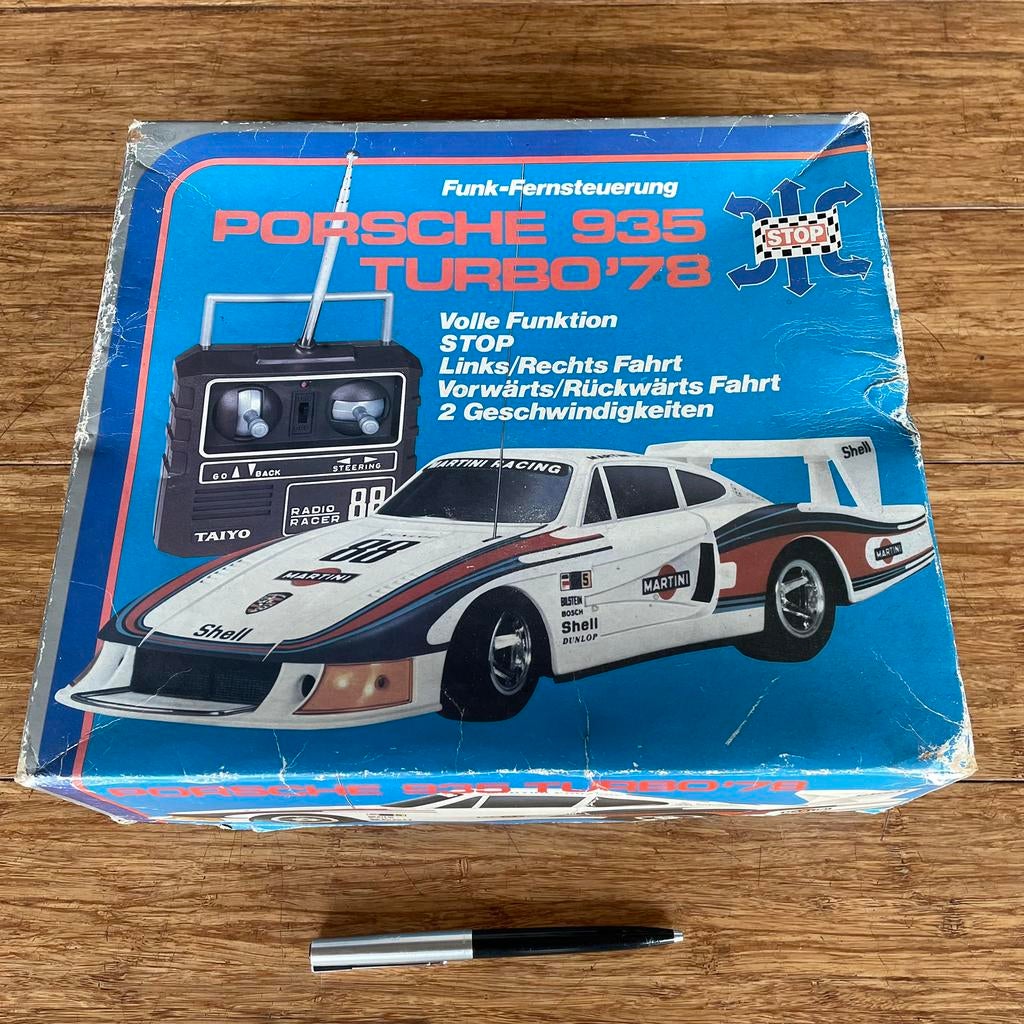 Funk-Fernsteuerung
PORSCHE 935
TURBO'78
STOP
Volle Funktion
STOP
Links/Rechts Fahrt
Vorwärts/Rückwärts Fahrt
2 Geschwindigkeiten
GO BACK
STEERING
RADIO
RACER 88
TAIYO
MARTINI RACING
Shell
88
MARTINI
Shell
MARTINI
MARTINI
S
BILSTEIN
BOSCH
Shell
DUNLOP
PORSCHE 935 TURBO'78